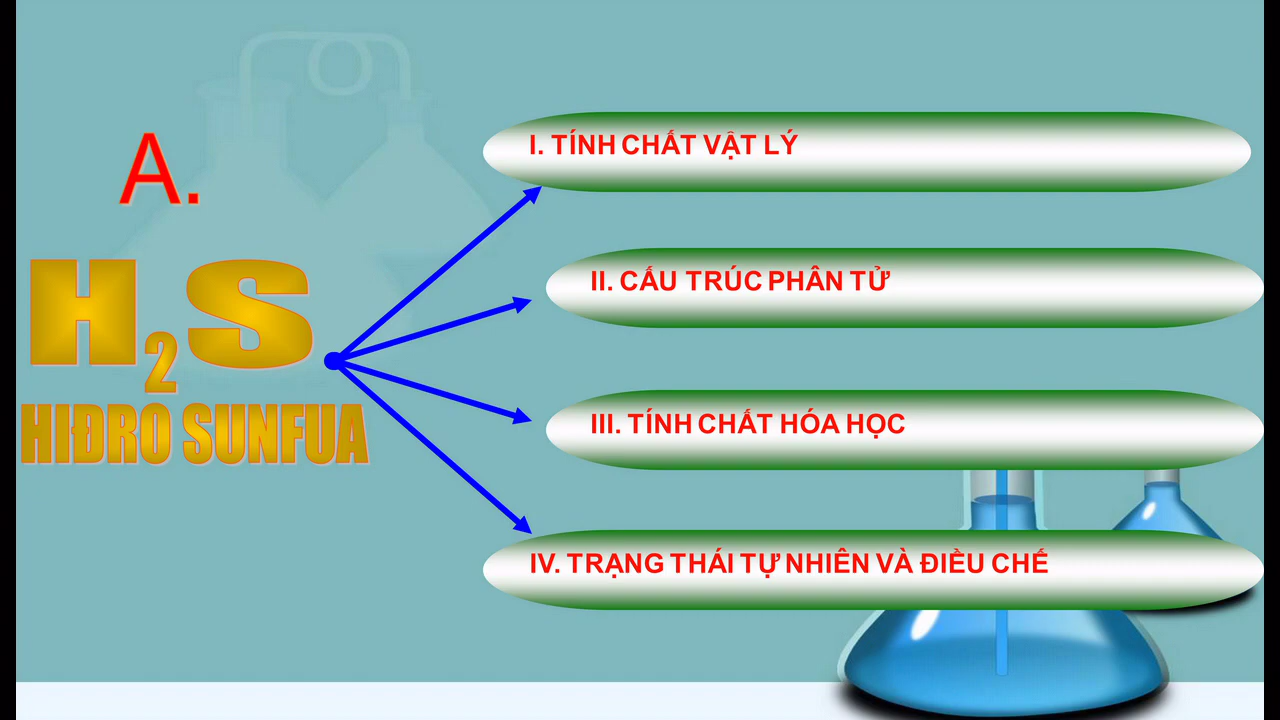 A.
H2S
HIĐRO SUNFUA
I. TÍNH CHẤT VẬT LÝ
II. CẤU TRÚC PHÂN TỬ
III. TÍNH CHẤT HÓA HỌC
IV. TRẠNG THÁI TỰ NHIÊN VÀ ĐIỀU CHẾ